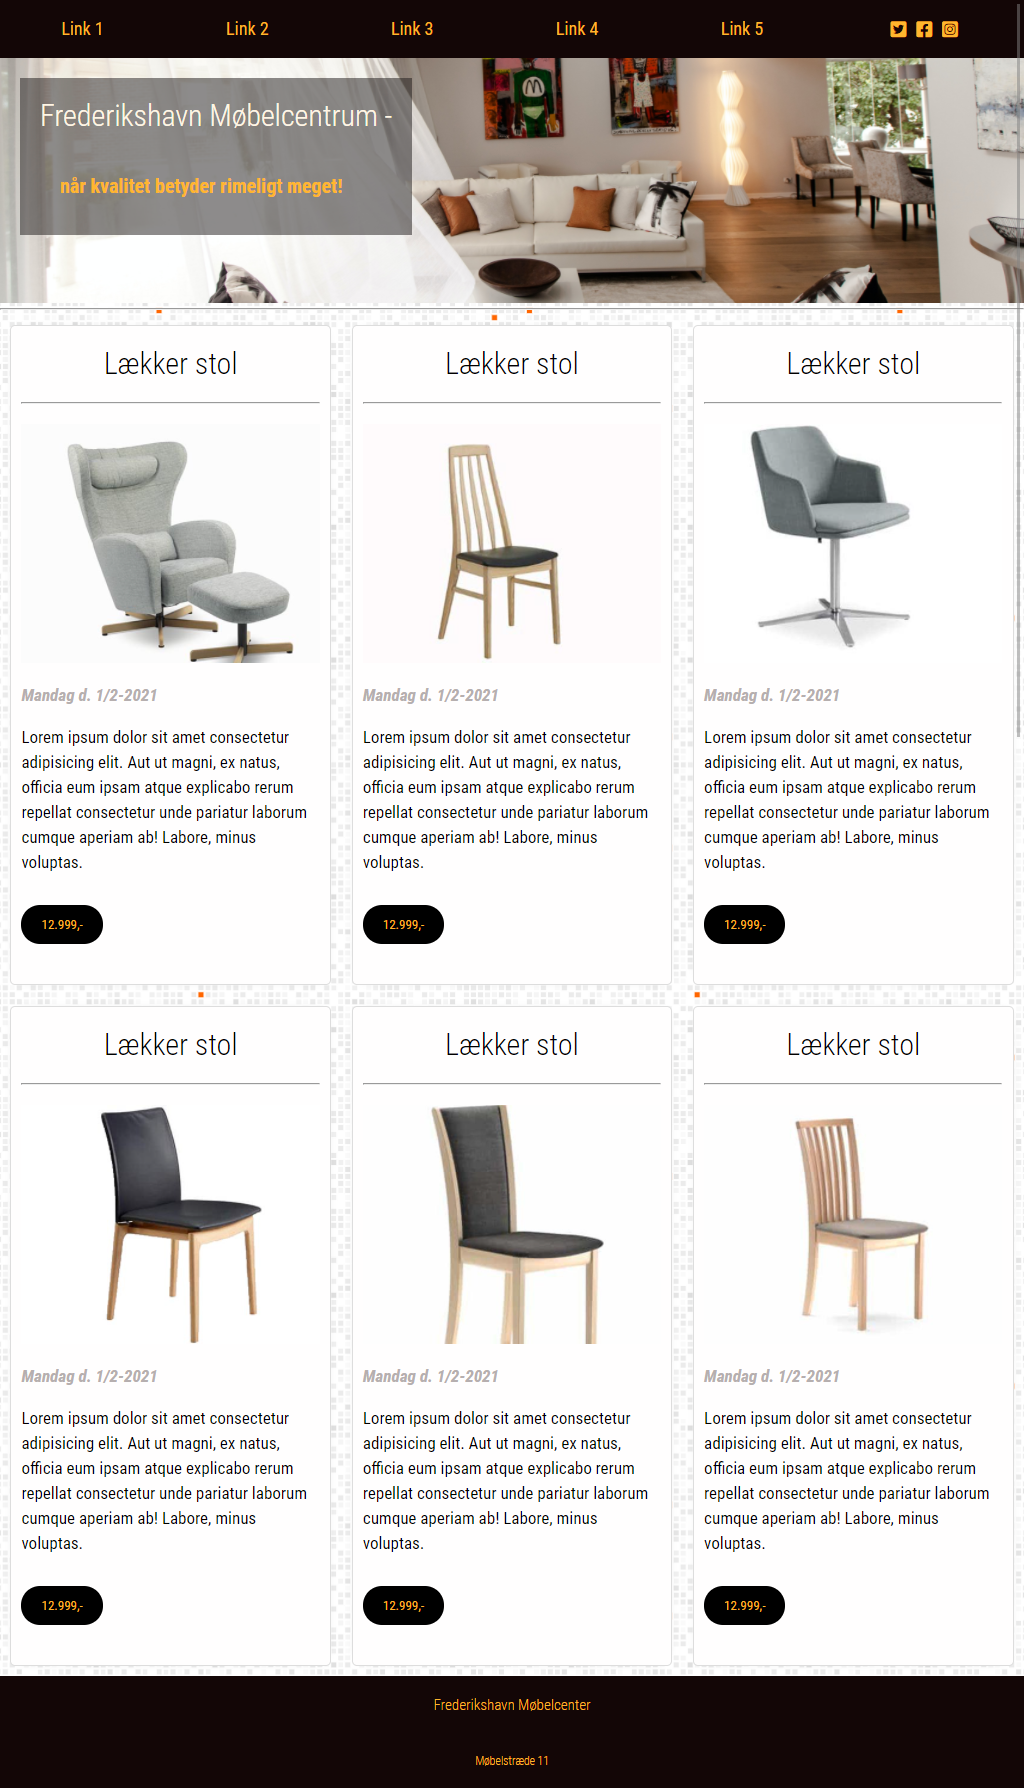 Link 1
Link 2
Link 3
Link 4
Link 5
Frederikshavn Møbelcentrum -
når kvalitet betyder rimeligt meget!
Lækker stol
Mandag d. 1/2-2021
Lorem ipsum dolor sit amet consectetur
adipisicing elit. Aut ut magni, ex natus,
officia eum ipsam atque explicabo rerum
repellat consectetur unde pariatur laborum
cumque aperiam ab! Labore, minus
voluptas.
12.999,-
Lækker stol
Mandag d. 1/2-2021
Lorem ipsum dolor sit amet consectetur
adipisicing elit. Aut ut magni, ex natus,
officia eum ipsam atque explicabo rerum
repellat consectetur unde pariatur laborum
cumque aperiam ab! Labore, minus
voluptas.
12.999,-
Lækker stol
Mandag d. 1/2-2021
Lorem ipsum dolor sit amet consectetur
adipisicing elit. Aut ut magni, ex natus,
officia eum ipsam atque explicabo rerum
repellat consectetur unde pariatur laborum
cumque aperiam ab! Labore, minus
voluptas.
12.999,-
Lækker stol
Mandag d. 1/2-2021
Lorem ipsum dolor sit amet consectetur
adipisicing elit. Aut ut magni, ex natus,
officia eum ipsam atque explicabo rerum
repellat consectetur unde pariatur laborum
cumque aperiam ab! Labore, minus
voluptas.
12.999,-
Lækker stol
Mandag d. 1/2-2021
Lorem ipsum dolor sit amet consectetur
adipisicing elit. Aut ut magni, ex natus,
officia eum ipsam atque explicabo rerum
repellat consectetur unde pariatur laborum
cumque aperiam ab! Labore, minus
voluptas.
12.999,-
Lækker stol
Mandag d. 1/2-2021
Lorem ipsum dolor sit amet consectetur
adipisicing elit. Aut ut magni, ex natus,
officia eum ipsam atque explicabo rerum
repellat consectetur unde pariatur laborum
cumque aperiam ab! Labore, minus
voluptas.
12.999,-
Frederikshavn Møbelcenter
Møbelstræde 11